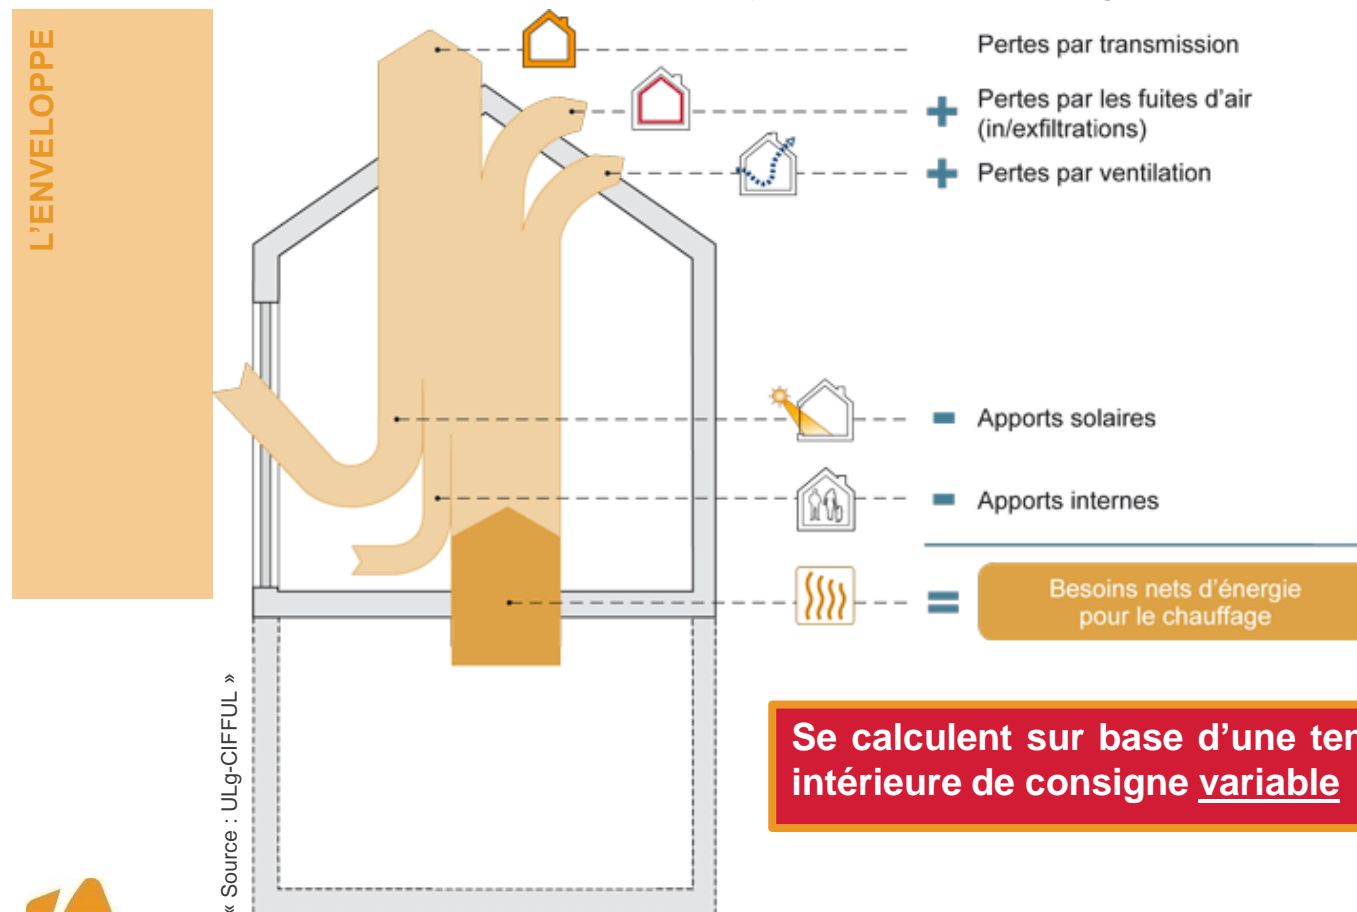 L'ENVELOPPE
Pertes par transmission
+ Pertes par les fuites d'air
(in/exfiltrations)
+ Pertes par ventilation
- Apports solaires
- Apports internes
= Besoins nets d'énergie
pour le chauffage
Se calculent sur base d'une
intérieure de consigne variable
« Source : ULg-CIFFUL »